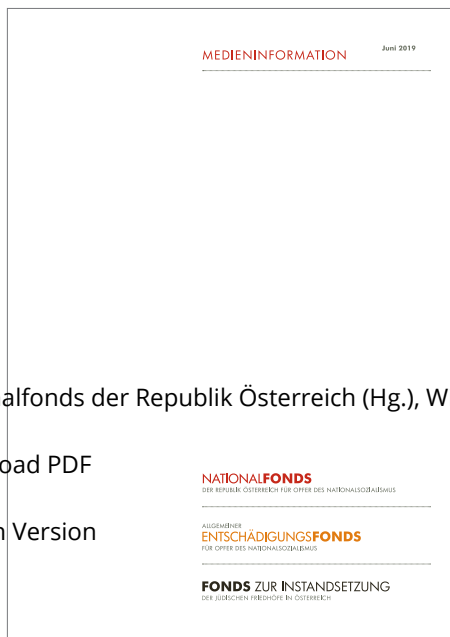 MEDIENINFORMATION Juni 2019
alfonds der Republik Österreich (Hg.), W
oad PDF
NATIONALFONDS
DER REPUBLIK ÖSTERREICH FÜR OPFER DES NATIONALSOZIALISMUS
Version
ALLGEMEINER
ENTSCHÄDIGUNGSFONDS
FÜR OPFER DES NATIONALSOZIALISMUS
FONDS ZUR INSTANDSETZUNG
DER JÜDISCHEN FRIEDHÖFE IN ÖSTERREICH